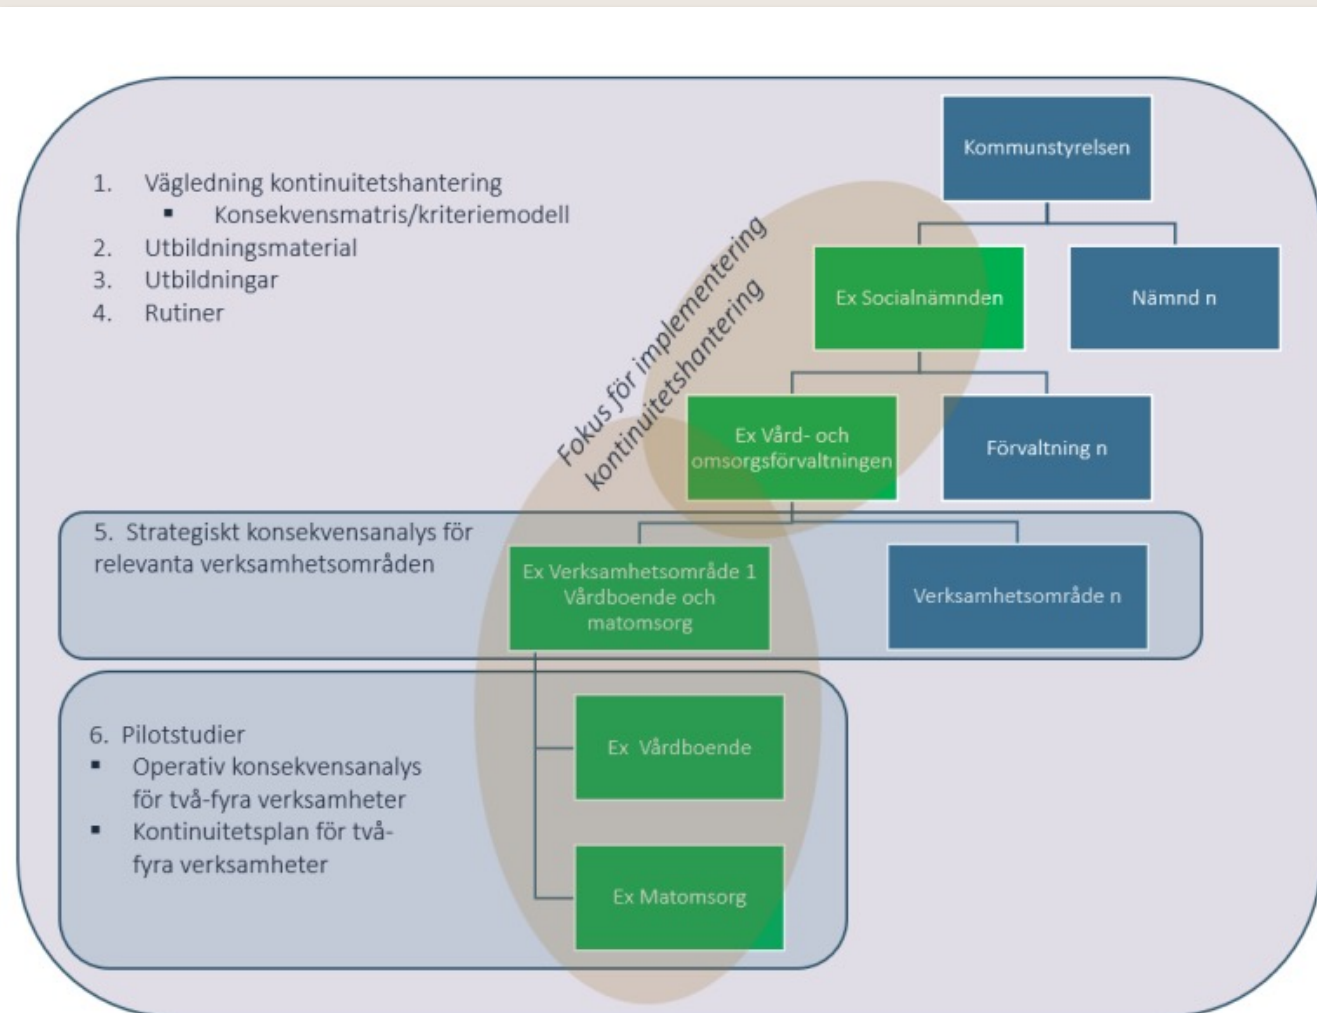 1. Vägledning kontinuitetshantering
▪ Konsekvensmatris/kriteriemodell
2. Utbildningsmaterial
3. Utbildningar
4. Rutiner
Fokus för implementering
kontinuitetshantering
Kommunstyrelsen
Ex Socialnämnden
Nämnd n
Ex Vård- och
omsorgsförvaltningen
Förvaltning n
5. Strategiskt konsekvensanalys för
relevanta verksamhetsområden
Ex Verksamhetsområde 1
Vårdboende och
matomsorg
Verksamhetsområde n
6. Pilotstudier
▪ Operativ konsekvensanalys
för två-fyra verksamheter
▪ Kontinuitetsplan för två-
fyra verksamheter
Ex Vårdboende
Ex Matomsorg